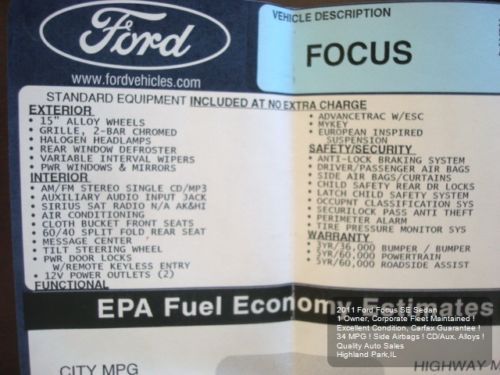 Ford
www.fordvehicles.com
VEHICLE DESCRIPTION
FOCUS
STANDARD EQUIPMENT INCLUDED AT NO EXTRA CHARGE
EXTERIOR
• 15" ALLOY WHEELS
• GRILLE, 2-BAR CHROMED
• HALOGEN HEADLAMPS
• REAR WINDOW DEFROSTER
• VARIABLE INTERVAL WIPERS
• PWR WINDOWS & MIRRORS
INTERIOR
• AM/FM STEREO SINGLE CD/MP3
• AUXILIARY AUDIO INPUT JACK
• SIRIUS SAT RADIO N/A AK&HI
• AIR CONDITIONING
• CLOTH BUCKET FRONT SEATS
• 60/40 SPLIT FOLD REAR SEAT
• MESSAGE CENTER
• TILT STEERING WHEEL
• PWR DOOR LOCKS
W/REMOTE KEYLESS ENTRY
• 12V POWER OUTLETS (2)
FUNCTIONAL
• ADVANCETRAC W/ESC
• MYKEY
• EUROPEAN INSPIRED
SUSPENSION
SAFETY/SECURITY
• ANTI-LOCK BRAKING SYSTEM
• DRIVER/PASSENGER AIR BAGS
• SIDE AIR BAGS/CURTAINS
• CHILD SAFETY REAR DR LOCKS
• LATCH CHILD SAFETY SYSTEM
• OCCUPNT CLASSIFICATION SYS
• SECURILOCK PASS ANTI THEFT
• PERIMETER ALARM
• TIRE PRESSURE MONITOR SYS
WARRANTY
• 3YR/36,000 BUMPER / BUMPER
• 5YR/60,000 POWERTRAIN
• 5YR/60,000 ROADSIDE ASSIST
EPA Fuel Economy Estimates
2011 Ford Focus SE Sedan
1 Owner, Corporate Fleet Maintained !
Excellent Condition, Carfax Guarantee !
34 MPG ! Side Airbags ! CD/Aux, Alloys !
Quality Auto Sales
Highland Park,IL
CITY MPG
HIGHWAY M